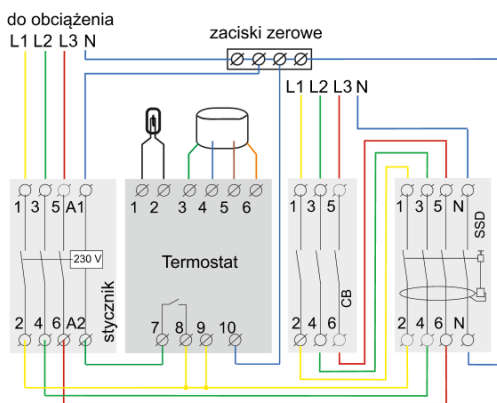 do obciążenia
zaciski zerowe
L1 L2 L3 N
L1 L2 L3 N
1 3 5 A1
1 2 3 4 5 6
1 3 5
1 3 5 N
SSD
230 V
Termostat
stycznik
CB
2 4 6 A2
7 8 9 10
2 4 6
2 4 6 N